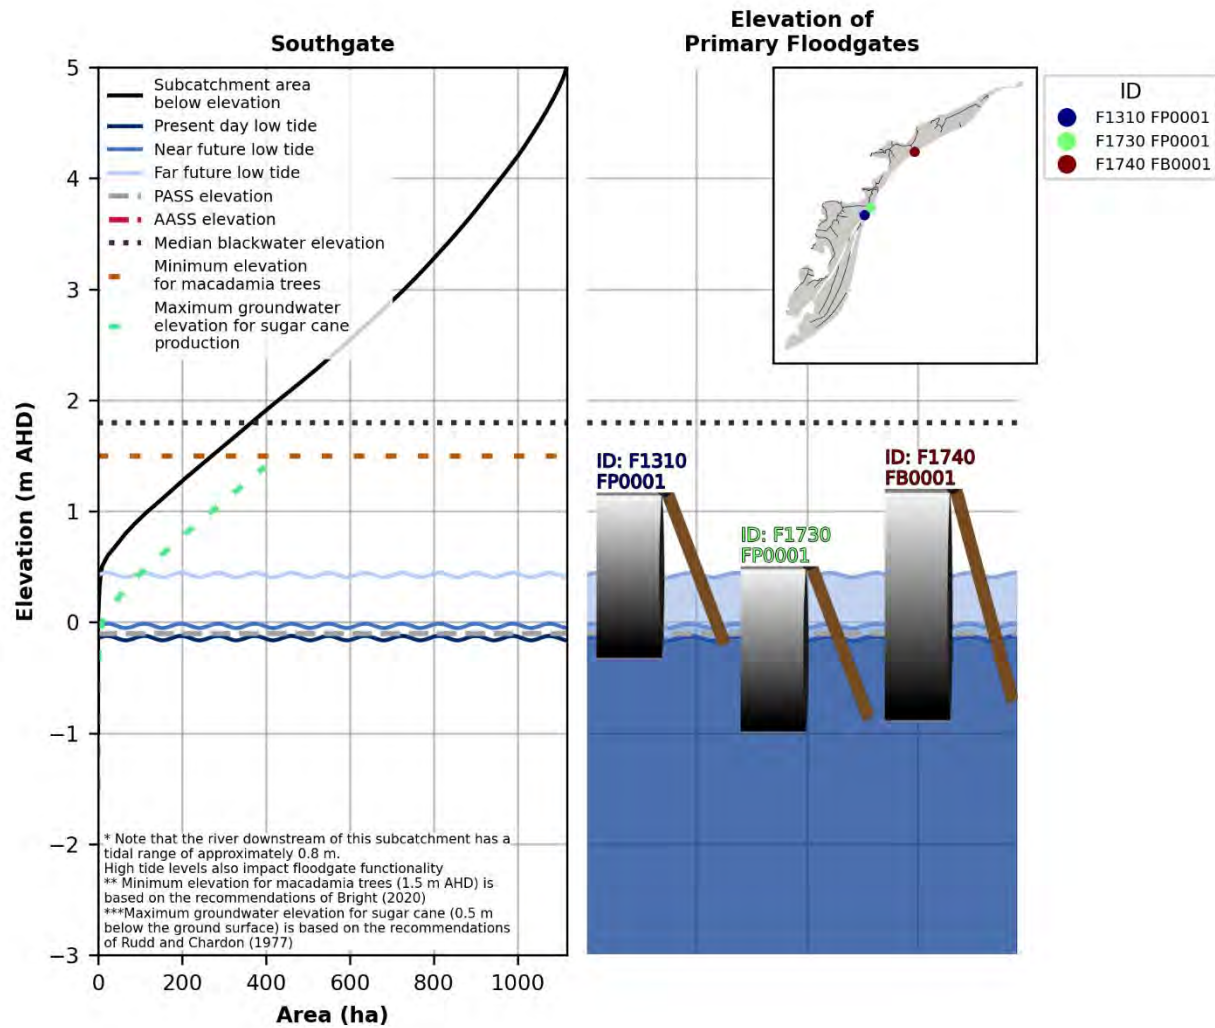 Southgate
Elevation of
Primary Floodgates
5
4
3
2
1
0
−1
−2
−3
Elevation (m AHD)
Subcatchment area
below elevation
Present day low tide
Near future low tide
Far future low tide
PASS elevation
AASS elevation
Median blackwater elevation
Minimum elevation
for macadamia trees
Maximum groundwater
elevation for sugar cane
production
* Note that the river downstream of this subcatchment has a
tidal range of approximately 0.8 m.
High tide levels also impact floodgate functionality
** Minimum elevation for macadamia trees (1.5 m AHD) is
based on the recommendations of Bright (2020)
***Maximum groundwater elevation for sugar cane (0.5 m
below the ground surface) is based on the recommendations
of Rudd and Chardon (1977)
0 200 400 600 800 1000
Area (ha)
ID
F1310 FP0001
F1730 FP0001
F1740 FB0001
ID: F1310
FP0001
ID: F1730
FP0001
ID: F1740
FB0001